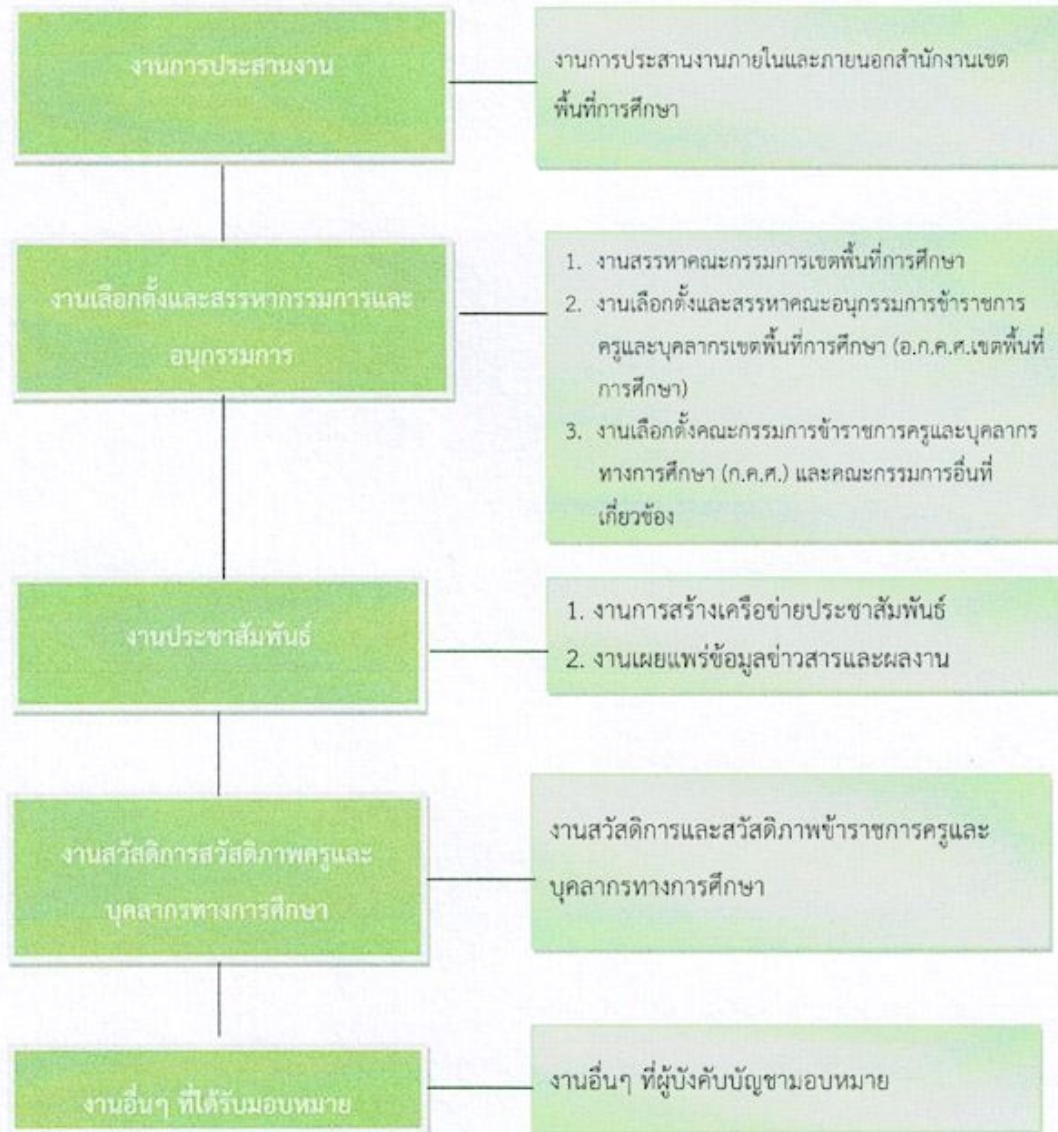 งานการประสานงาน
งานการประสานงานภายในและภายนอกสำนักงานเขต
พื้นที่การศึกษา
งานเลือกตั้งและสรรหากรรมการและ
อนุกรรมการ
1. งานสรรหาคณะกรรมการเขตพื้นที่การศึกษา
2. งานเลือกตั้งและสรรหาคณะอนุกรรมการข้าราชการ
ครูและบุคลากรเขตพื้นที่การศึกษา (อ.ก.ค.ศ.เขตพื้นที่
การศึกษา)
3. งานเลือกตั้งคณะกรรมการข้าราชการครูและบุคลากร
ทางการศึกษา (ก.ค.ศ.) และคณะกรรมการอื่นที่
เกี่ยวข้อง
งานประชาสัมพันธ์
1. งานการสร้างเครือข่ายประชาสัมพันธ์
2. งานเผยแพร่ข้อมูลข่าวสารและผลงาน
งานสวัสดิการสวัสดิภาพครูและ
บุคลากรทางการศึกษา
งานสวัสดิการและสวัสดิภาพข้าราชการครูและ
บุคลากรทางการศึกษา
งานอื่นๆ ที่ได้รับมอบหมาย
งานอื่นๆ ที่ผู้บังคับบัญชามอบหมาย